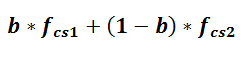 b * f_cs1 + (1 − b) * f_cs2